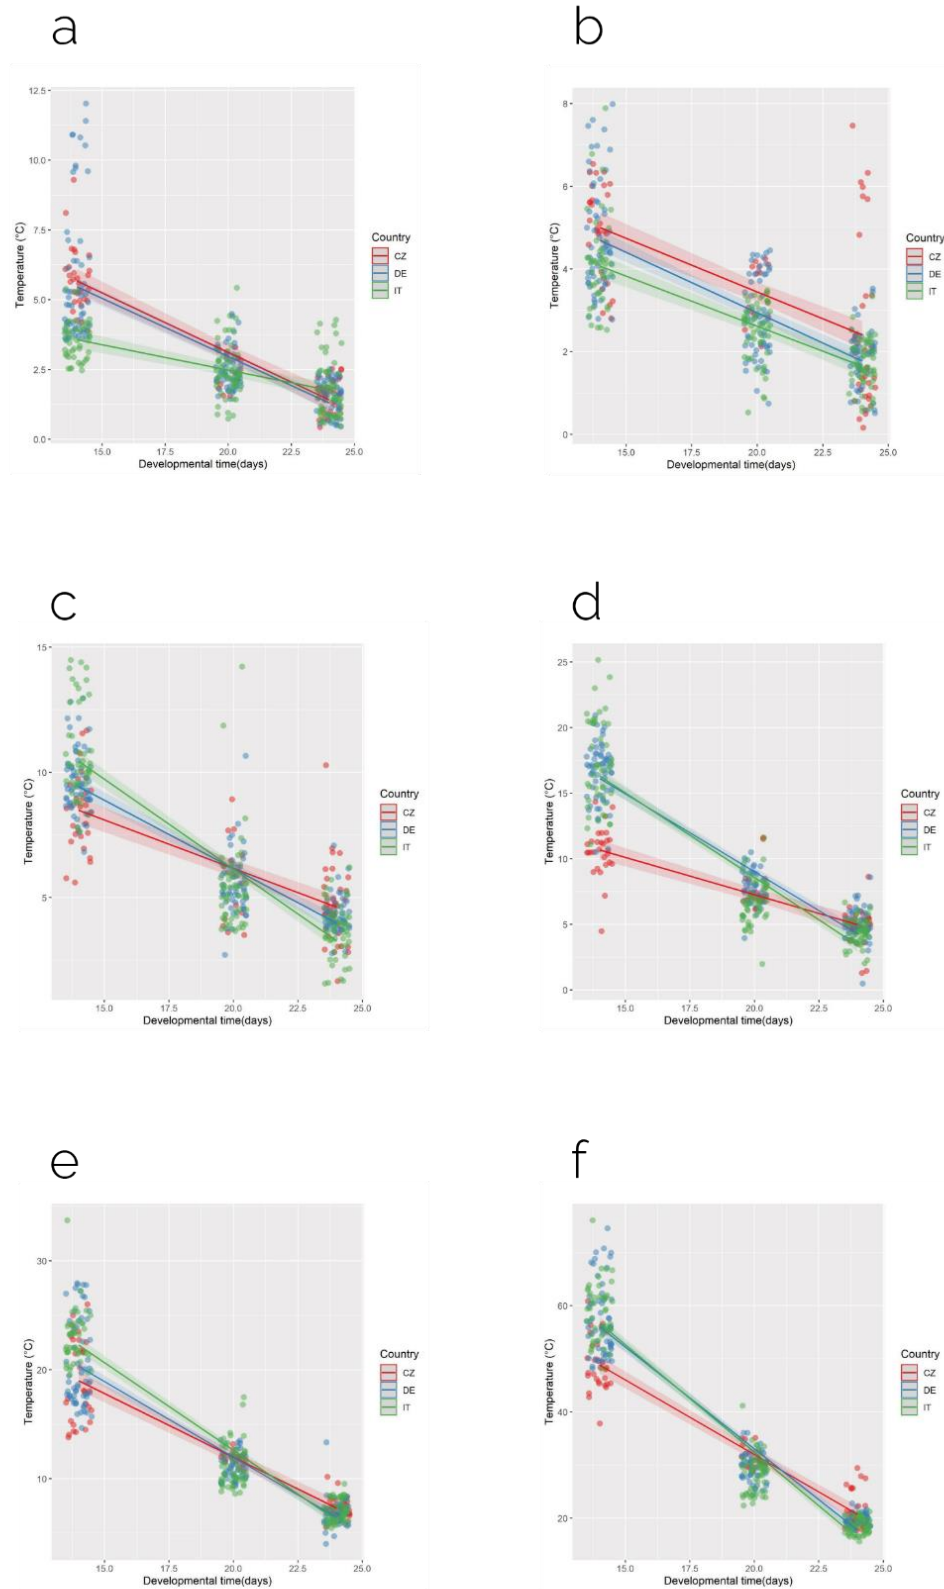 a
12.5
10.0
7.5
5.0
2.5
0.0
Temperature (°C)
15.0 17.5 20.0 22.5 25.0
Developmental time(days)
Country
CZ
DE
IT
b
8
6
4
2
0
Temperature (°C)
15.0 17.5 20.0 22.5 25.0
Developmental time(days)
Country
CZ
DE
IT
c
15
10
5
Temperature (°C)
15.0 17.5 20.0 22.5 25.0
Developmental time(days)
Country
CZ
DE
IT
d
25
20
15
10
5
0
Temperature (°C)
15.0 17.5 20.0 22.5 25.0
Developmental time(days)
Country
CZ
DE
IT
e
30
20
10
Temperature (°C)
15.0 17.5 20.0 22.5 25.0
Developmental time(days)
Country
CZ
DE
IT
f
60
40
20
Temperature (°C)
15.0 17.5 20.0 22.5 25.0
Developmental time(days)
Country
CZ
DE
IT